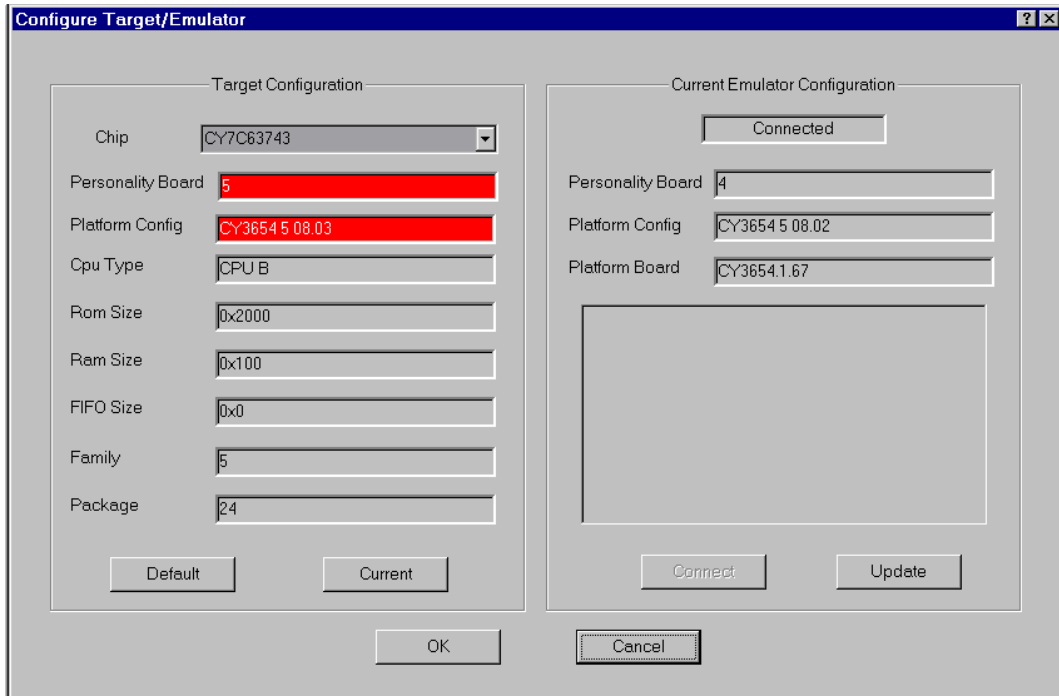 Configure Target/Emulator
Target Configuration
Chip CY7C63743
Personality Board 5
Platform Config CY3654 5 08.03
Cpu Type CPU B
Rom Size 0x2000
Ram Size 0x100
FIFO Size 0x0
Family 5
Package 24
Default Current
Current Emulator Configuration
Connected
Personality Board 4
Platform Config CY3654 5 08.02
Platform Board CY3654.1.67
Connect Update
OK Cancel